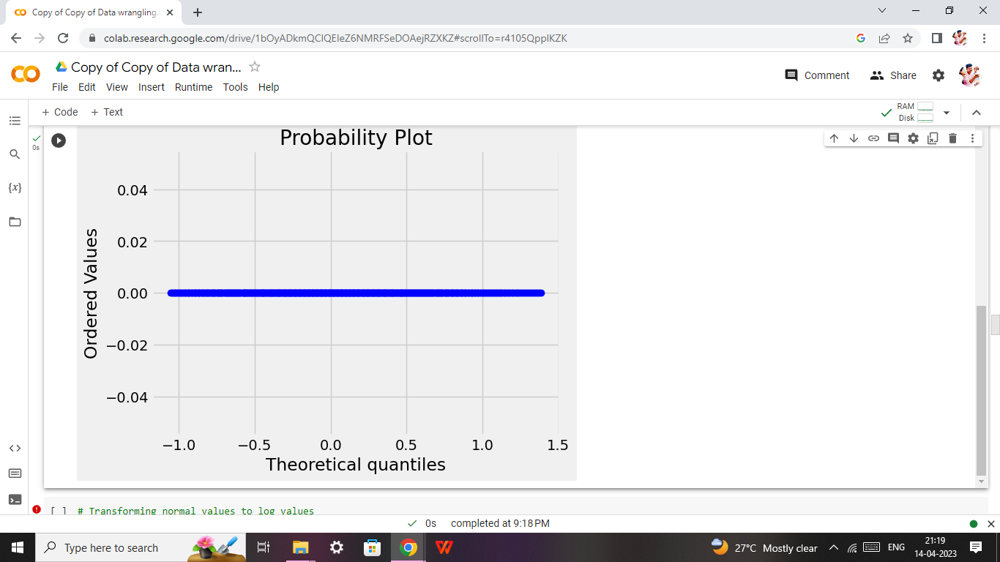 Copy of Copy of Data wrangling.
colab.research.google.com/drive/1bOyADkmQClQEIeZ6NMRFSeDOAejRZXKZ#scrollTo=r4105QppIKZK
Copy of Copy of Data wran...
File Edit View Insert Runtime Tools Help
Comment
Share
+ Code + Text
RAM
Disk
0s
{x}
Probability Plot
0.04
0.02
0.00
−0.02
−0.04
Ordered Values
−1.0 −0.5 0.0 0.5 1.0 1.5
Theoretical quantiles
[ ] # Transforming normal values to log values
0s completed at 9:18 PM
Type here to search
27°C Mostly clear
ENG
21:19
14-04-2023